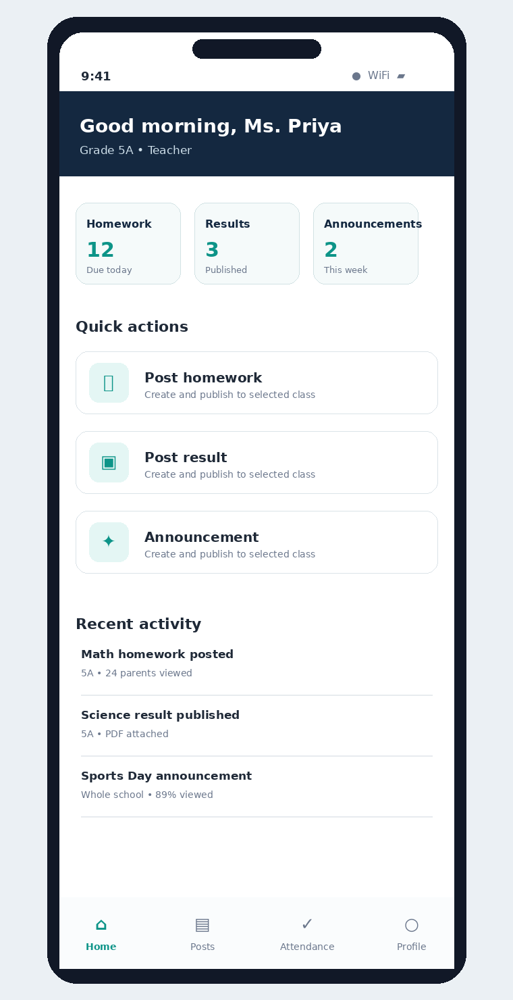 9:41
WiFi
Good morning, Ms. Priya
Grade 5A • Teacher
Homework
12
Due today
Results
3
Published
Announcements
2
This week
Quick actions
Post homework
Create and publish to selected class
Post result
Create and publish to selected class
Announcement
Create and publish to selected class
Recent activity
Math homework posted
5A • 24 parents viewed
Science result published
5A • PDF attached
Sports Day announcement
Whole school • 89% viewed
Home
Posts
Attendance
Profile